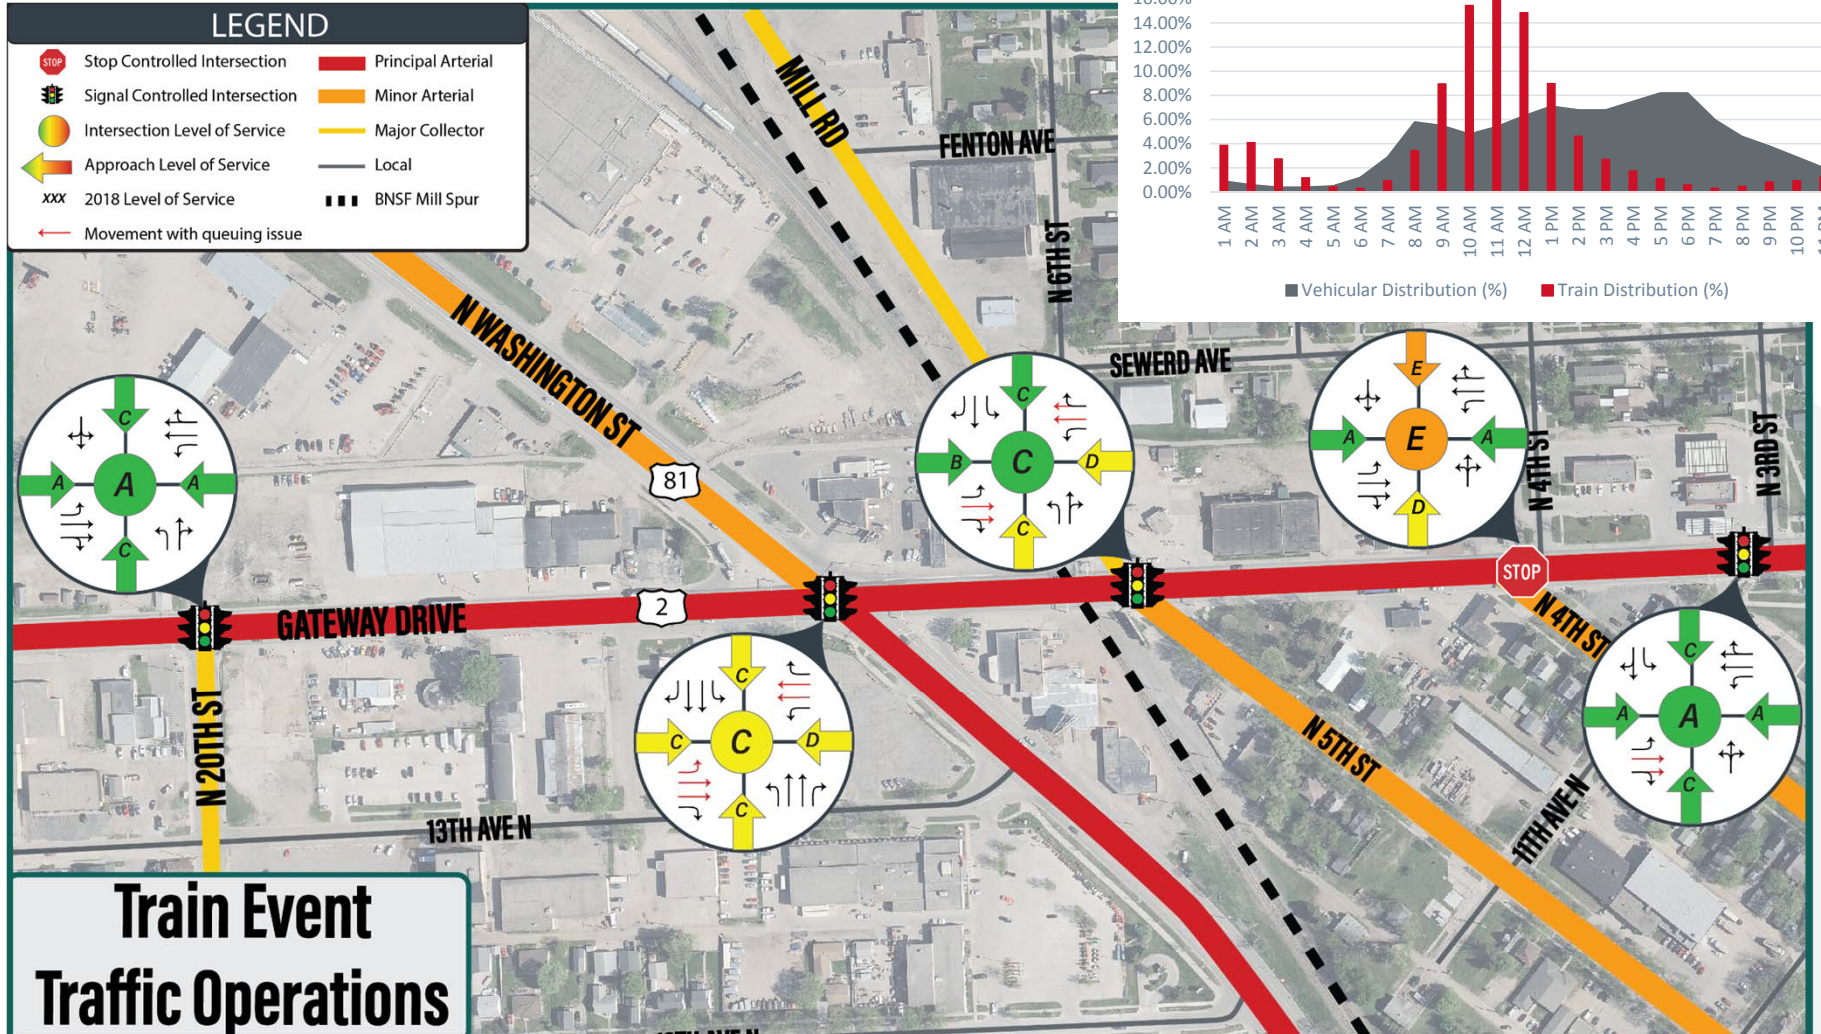 LEGEND
STOP Stop Controlled Intersection
Principal Arterial
Signal Controlled Intersection
Minor Arterial
Intersection Level of Service
Major Collector
Approach Level of Service
Local
XXX 2018 Level of Service
BNSF Mill Spur
Movement with queuing issue
14.00%
12.00%
10.00%
8.00%
6.00%
4.00%
2.00%
0.00%
1 AM
2 AM
3 AM
4 AM
5 AM
6 AM
7 AM
8 AM
9 AM
10 AM
11 AM
12 AM
1 PM
2 PM
3 PM
4 PM
5 PM
6 PM
7 PM
8 PM
9 PM
10 PM
Vehicular Distribution (%)
Train Distribution (%)
MILL RD
FENTON AVE
N 6TH ST
N WASHINGTON ST
81
SEWERD AVE
N 4TH ST
N 3RD ST
C
A A A
C
C
B C D
C
E
A E A
D
STOP
GATEWAY DRIVE
2
N 4TH ST
C
C C D
C
C
A A A
C
N 20TH ST
N 5TH ST
13TH AVE N
11TH AVE N
Train Event
Traffic Operations